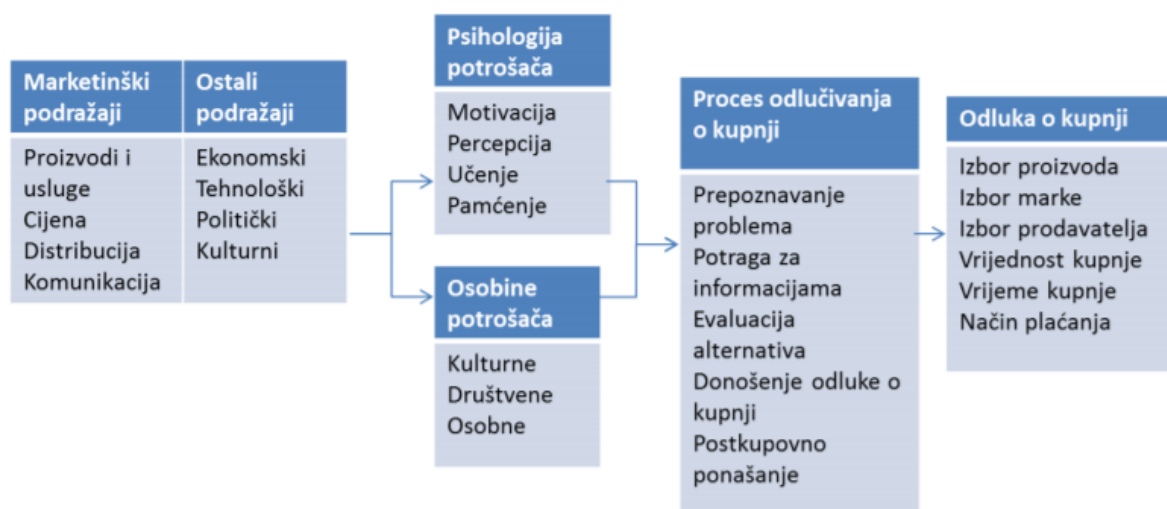 Marketinški
podražaji
Proizvodi i
usluge
Cijena
Distribucija
Komunikacija
Ostali
podražaji
Ekonomski
Tehnološki
Politički
Kulturni
Psihologija
potrošača
Motivacija
Percepcija
Učenje
Pamćenje
Osobine
potrošača
Kulturne
Društvene
Osobne
Proces odlučivanja
o kupnji
Prepoznavanje
problema
Potraga za
informacijama
Evaluacija
alternativa
Donošenje odluke o
kupnji
Postkupovno
ponašanje
Odluka o kupnji
Izbor proizvoda
Izbor marke
Izbor prodavatelja
Vrijednost kupnje
Vrijeme kupnje
Način plaćanja